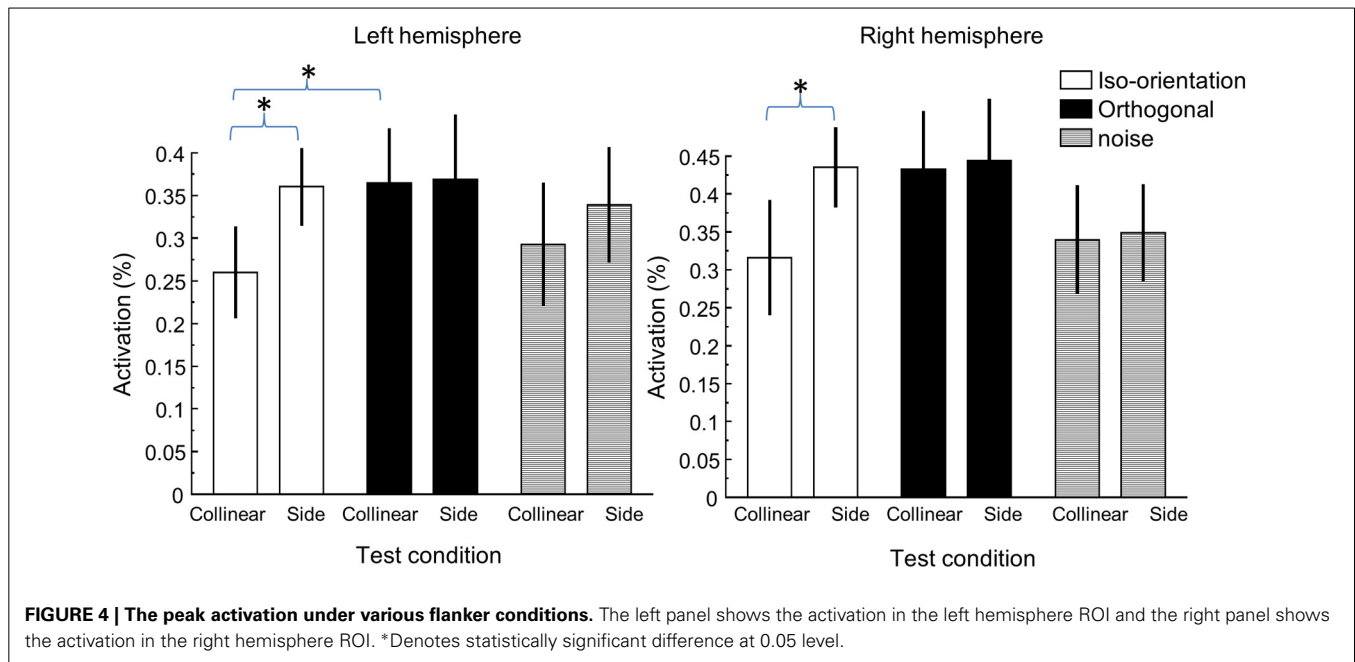 Left hemisphere
*
*
0.4
0.35
0.3
0.25
0.2
0.15
0.1
0.05
0
Activation (%)
Collinear Side Collinear Side Collinear Side
Test condition
Right hemisphere
Iso-orientation
Orthogonal
noise
*
0.45
0.4
0.35
0.3
0.25
0.2
0.15
0.1
0.05
0
Activation (%)
Collinear Side Collinear Side Collinear Side
Test condition
FIGURE 4 | The peak activation under various flanker conditions. The left panel shows the activation in the left hemisphere ROI and the right panel shows
the activation in the right hemisphere ROI. *Denotes statistically significant difference at 0.05 level.